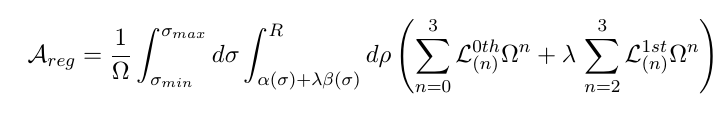 $\mathcal{A}_{reg} = \frac{1}{\Omega} \int_{\sigma_{min}}^{\sigma_{max}} d\sigma \int_{\alpha(\sigma)+\lambda\beta(\sigma)}^{R} d\rho \left( \sum_{n=0}^{3} \mathcal{L}_{(n)}^{0th} \Omega^n + \lambda \sum_{n=2}^{3} \mathcal{L}_{(n)}^{1st} \Omega^n \right)$